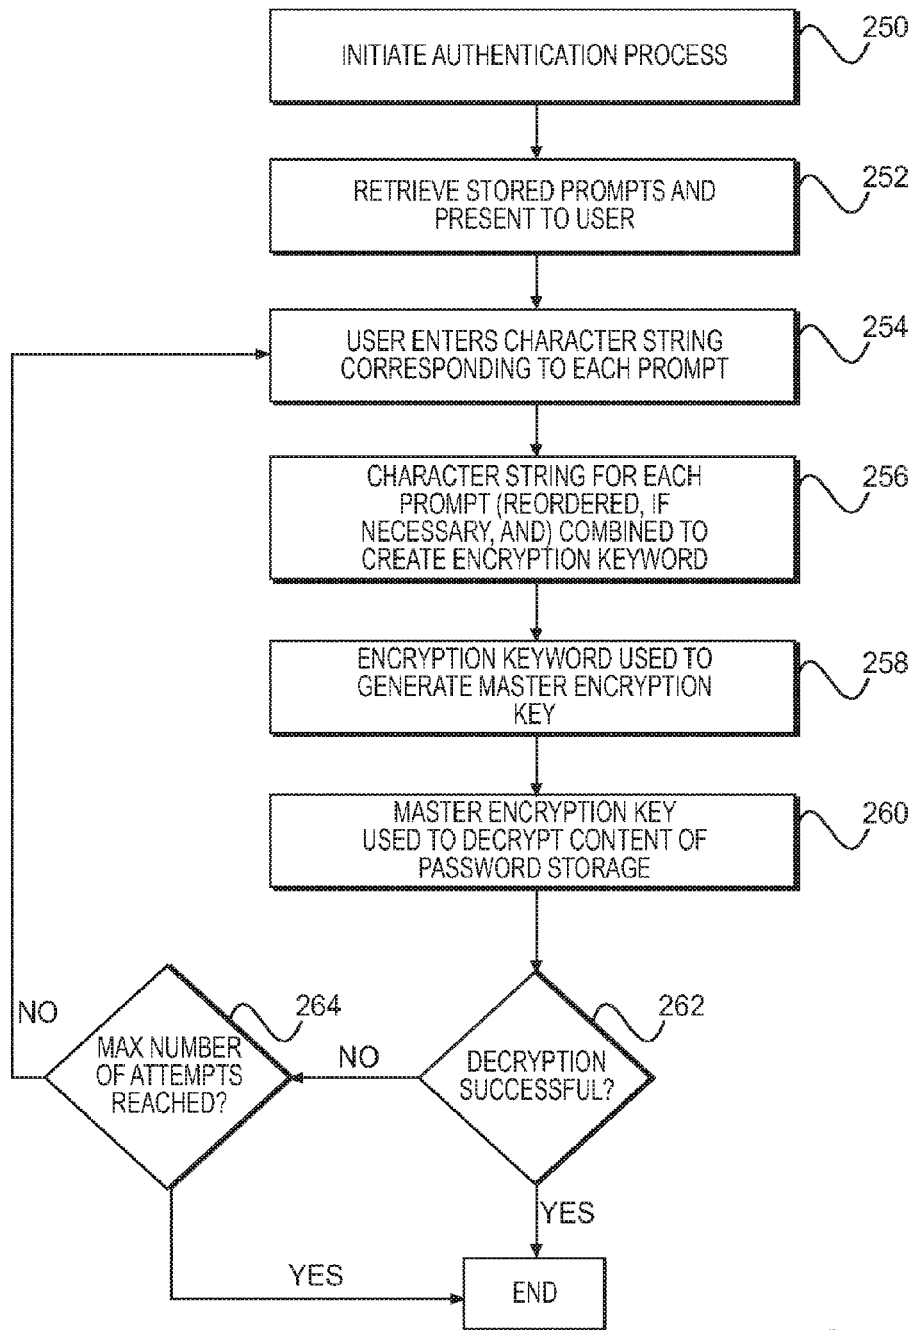 INITIATE AUTHENTICATION PROCESS
250
RETRIEVE STORED PROMPTS AND
PRESENT TO USER
252
USER ENTERS CHARACTER STRING
CORRESPONDING TO EACH PROMPT
254
CHARACTER STRING FOR EACH
PROMPT (REORDERED, IF
NECESSARY, AND) COMBINED TO
CREATE ENCRYPTION KEYWORD
256
ENCRYPTION KEYWORD USED TO
GENERATE MASTER ENCRYPTION
KEY
258
MASTER ENCRYPTION KEY
USED TO DECRYPT CONTENT OF
PASSWORD STORAGE
260
DECRYPTION
SUCCESSFUL?
262
NO
MAX NUMBER
OF ATTEMPTS
REACHED?
264
NO
YES
YES
END